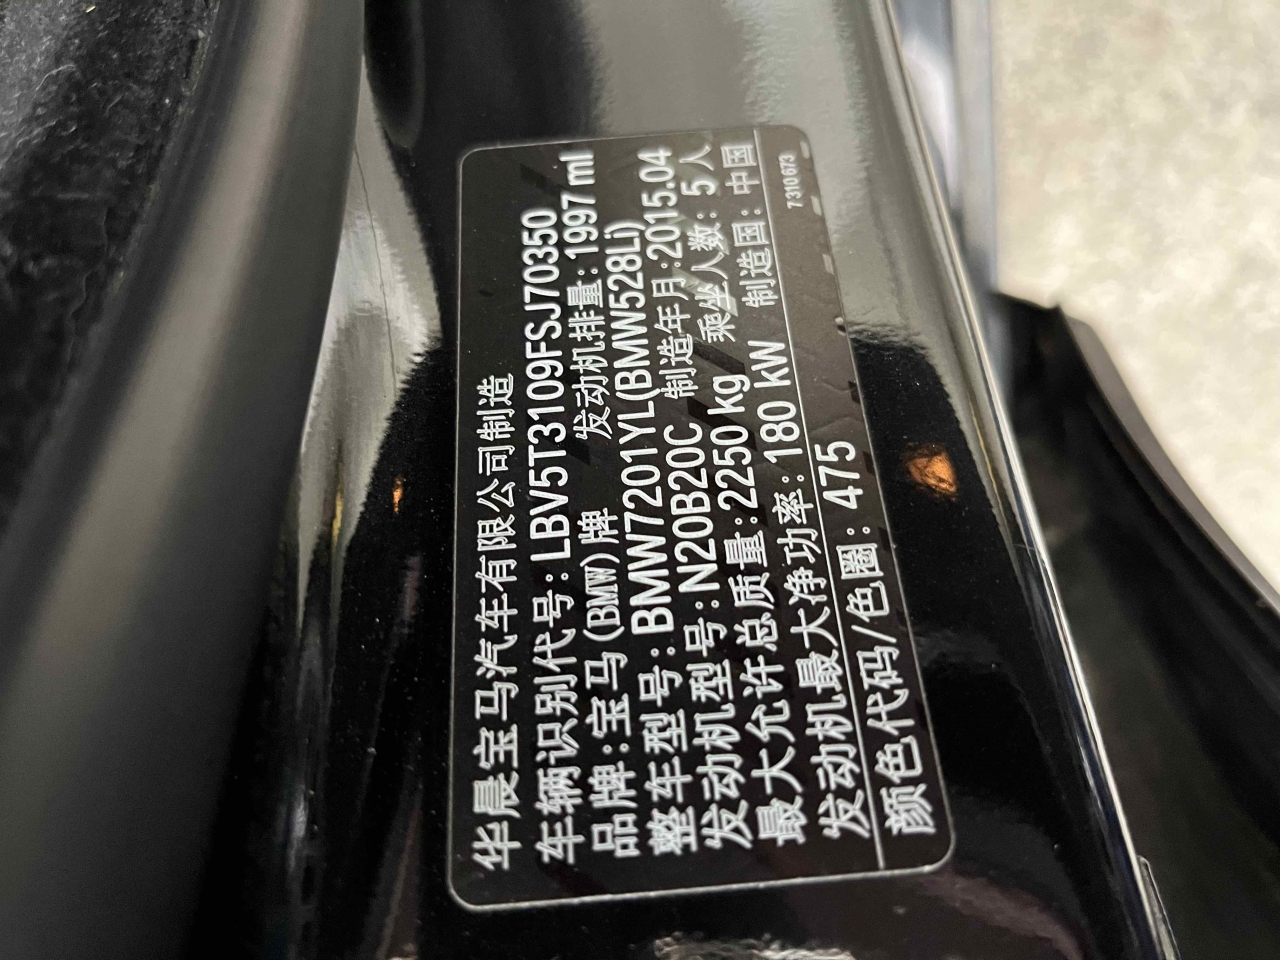 华晨宝马汽车有限公司制造
车辆识别代号:LBV5T3109FSJ70350
品牌:宝马(BMW)牌 发动机排量:1997 ml
整车型号:BMW7201YL(BMW528Li)
发动机型号:N20B20C 制造年月:2015.04
最大允许总质量:2250 kg 乘坐人数: 5人
发动机最大净功率: 180 kW 制造国: 中国
颜色代码/色圈: 475
7 310 673